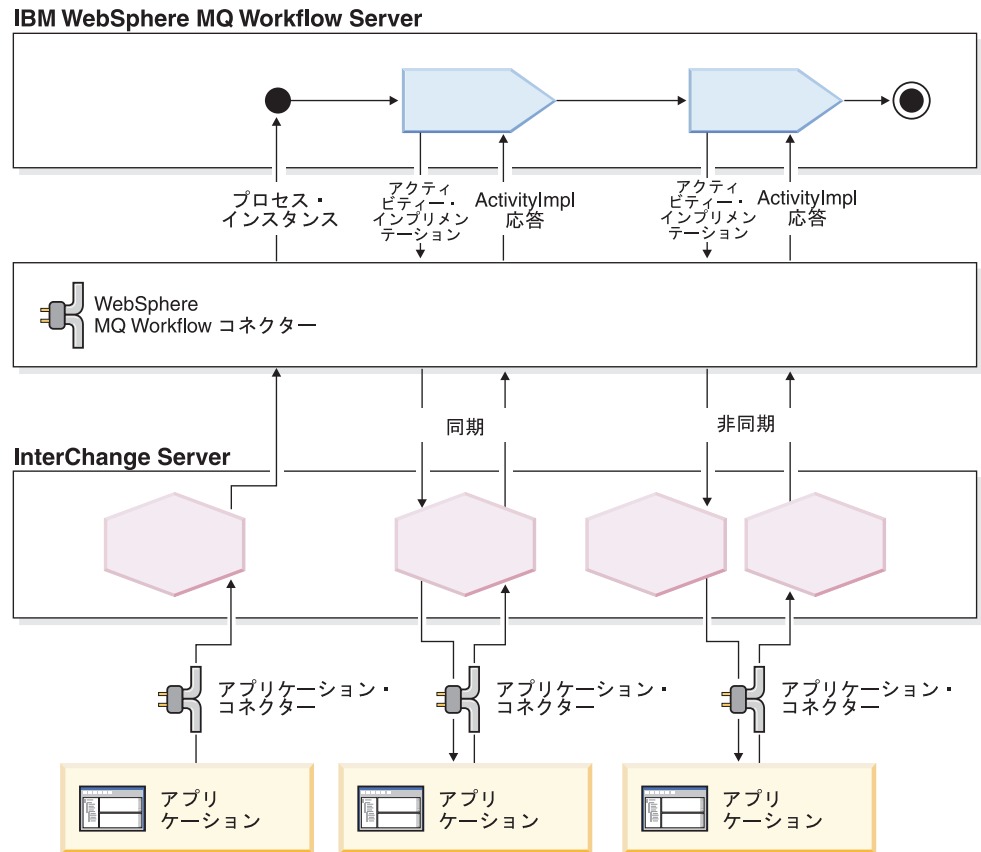 IBM WebSphere MQ Workflow Server
プロセス・
インスタンス
アクティ
ビティー・
インプリメン
テーション
ActivityImpl
応答
アクティ
ビティー・
インプリメン
テーション
ActivityImpl
応答
WebSphere
MQ Workflow コネクター
同期
非同期
InterChange Server
アプリケーション・
コネクター
アプリケーション・
コネクター
アプリケーション・
コネクター
アプリ
ケーション
アプリ
ケーション
アプリ
ケーション